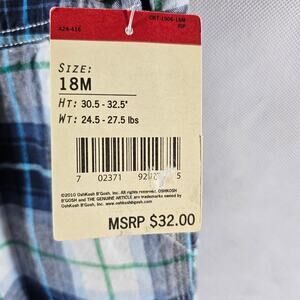 424-416
SIZE:
18M
HT: 30.5 - 32.5"
WT: 24.5 - 27.5 lbs
7 02371 5
©2010 OshKosh B'Gosh, Inc. All rights reserved. OSHKOSH
B'GOSH and THE GENUINE ARTICLE are trademarks owned by
OshKosh B'Gosh, Inc. www.oshkoshbgosh.com
MSRP $32.00